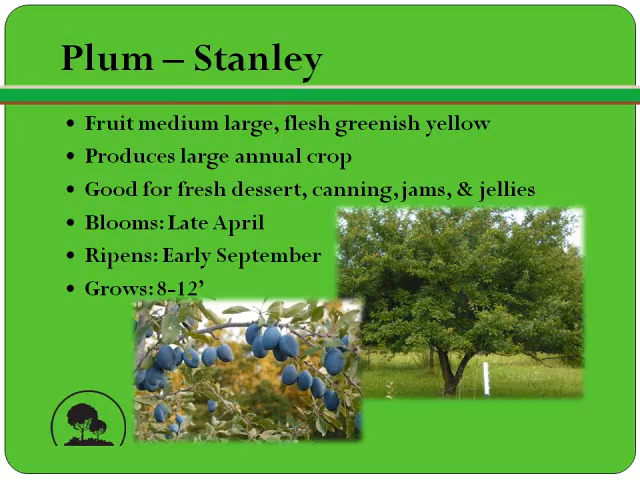 Plum – Stanley
• Fruit medium large, flesh greenish yellow
• Produces large annual crop
• Good for fresh dessert, canning, jams, & jellies
• Blooms: Late April
• Ripens: Early September
• Grows: 8-12’